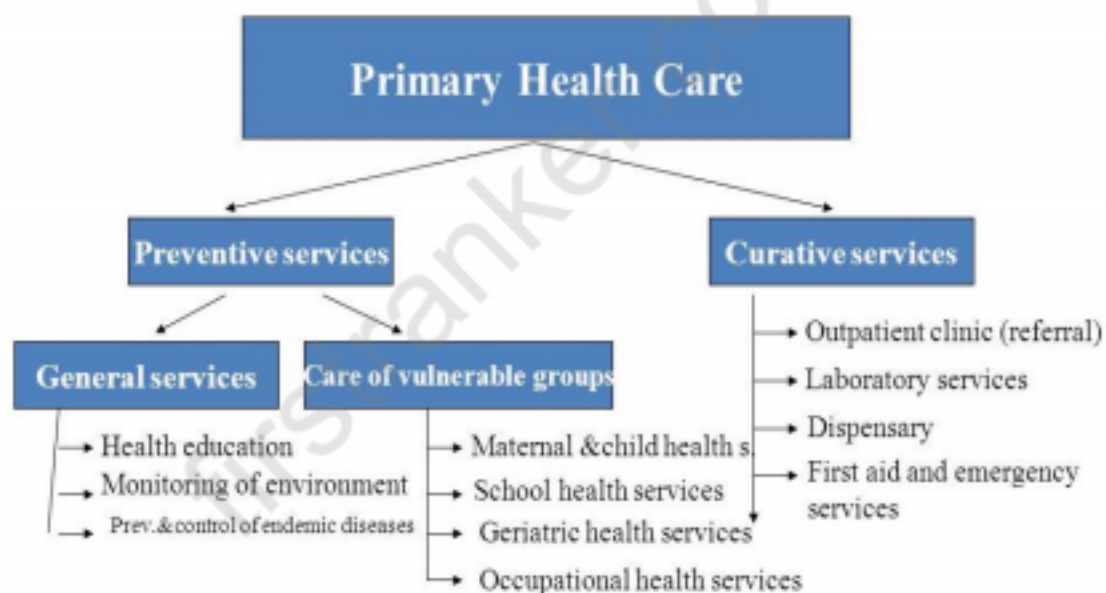 Primary Health Care
Preventive services
Curative services
General services
Care of vulnerable groups
Health education
Monitoring of environment
Prev.&control of endemic diseases
Maternal &child health s.
School health services
Geriatric health services
Occupational health services
Outpatient clinic (referral)
Laboratory services
Dispensary
First aid and emergency
services
firstranker.co